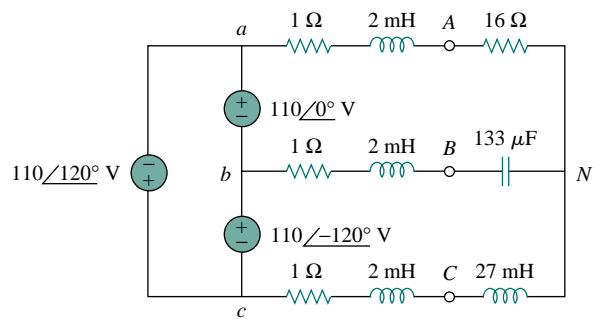 1 Ω 2 mH A 16 Ω
a
+
−
110/0° V
1 Ω 2 mH B 133 μF
110/120° V
−
+
b
N
+
−
110/−120° V
1 Ω 2 mH C 27 mH
c